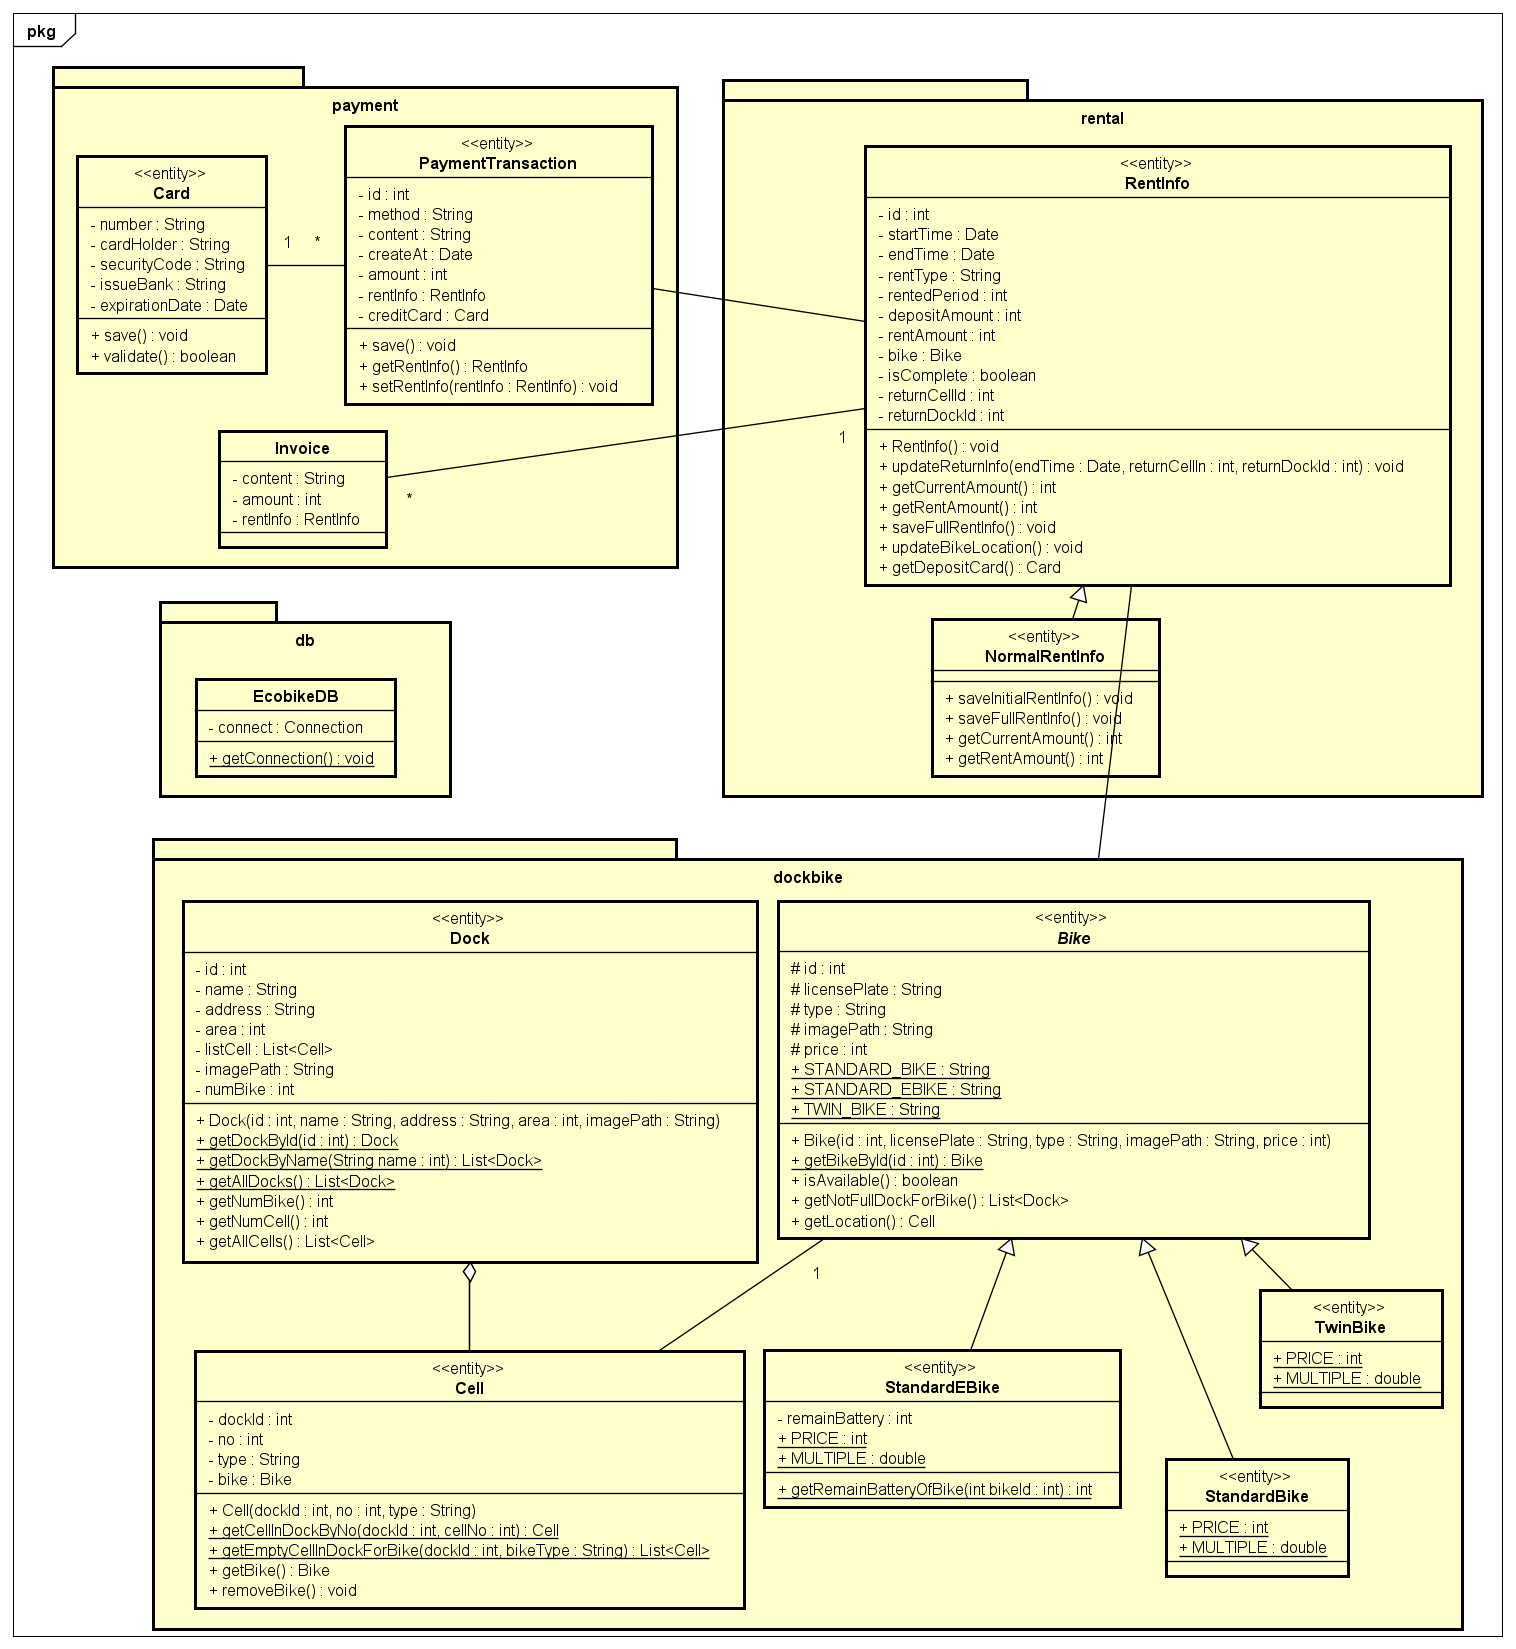 pkg
payment
<<entity>>
Card
- number : String
- cardHolder : String
- securityCode : String
- issueBank : String
- expirationDate : Date
+ save() : void
+ validate() : boolean
1
*
<<entity>>
PaymentTransaction
- id : int
- method : String
- content : String
- createAt : Date
- amount : int
- rentInfo : RentInfo
- creditCard : Card
+ save() : void
+ getRentInfo() : RentInfo
+ setRentInfo(rentInfo : RentInfo) : void
Invoice
- content : String
- amount : int
- rentInfo : RentInfo
*
1
rental
<<entity>>
RentInfo
- id : int
- startTime : Date
- endTime : Date
- rentType : String
- rentedPeriod : int
- depositAmount : int
- rentAmount : int
- bike : Bike
- isComplete : boolean
- returnCellId : int
- returnDockId : int
+ RentInfo() : void
+ updateReturnInfo(endTime : Date, returnCellIn : int, returnDockId : int) : void
+ getCurrentAmount() : int
+ getRentAmount() : int
+ saveFullRentInfo() : void
+ updateBikeLocation() : void
+ getDepositCard() : Card
<<entity>>
NormalRentInfo
+ saveInitialRentInfo() : void
+ saveFullRentInfo() : void
+ getCurrentAmount() : int
+ getRentAmount() : int
db
EcobikeDB
- connect : Connection
+ getConnection() : void
dockbike
<<entity>>
Dock
- id : int
- name : String
- address : String
- area : int
- listCell : List<Cell>
- imagePath : String
- numBike : int
+ Dock(id : int, name : String, address : String, area : int, imagePath : String)
+ getDockById(id : int) : Dock
+ getDockByName(String name : int) : List<Dock>
+ getAllDocks() : List<Dock>
+ getNumBike() : int
+ getNumCell() : int
+ getAllCells() : List<Cell>
<<entity>>
Bike
# id : int
# licensePlate : String
# type : String
# imagePath : String
# price : int
+ STANDARD_BIKE : String
+ STANDARD_EBIKE : String
+ TWIN_BIKE : String
+ Bike(id : int, licensePlate : String, type : String, imagePath : String, price : int)
+ getBikeById(id : int) : Bike
+ isAvailable() : boolean
+ getNotFullDockForBike() : List<Dock>
+ getLocation() : Cell
1
<<entity>>
Cell
- dockId : int
- no : int
- type : String
- bike : Bike
+ Cell(dockId : int, no : int, type : String)
+ getCellInDockByNo(dockId : int, cellNo : int) : Cell
+ getEmptyCellInDockForBike(dockId : int, bikeType : String) : List<Cell>
+ getBike() : Bike
+ removeBike() : void
<<entity>>
StandardEBike
- remainBattery : int
+ PRICE : int
+ MULTIPLE : double
+ getRemainBatteryOfBike(int bikeId : int) : int
<<entity>>
TwinBike
+ PRICE : int
+ MULTIPLE : double
<<entity>>
StandardBike
+ PRICE : int
+ MULTIPLE : double